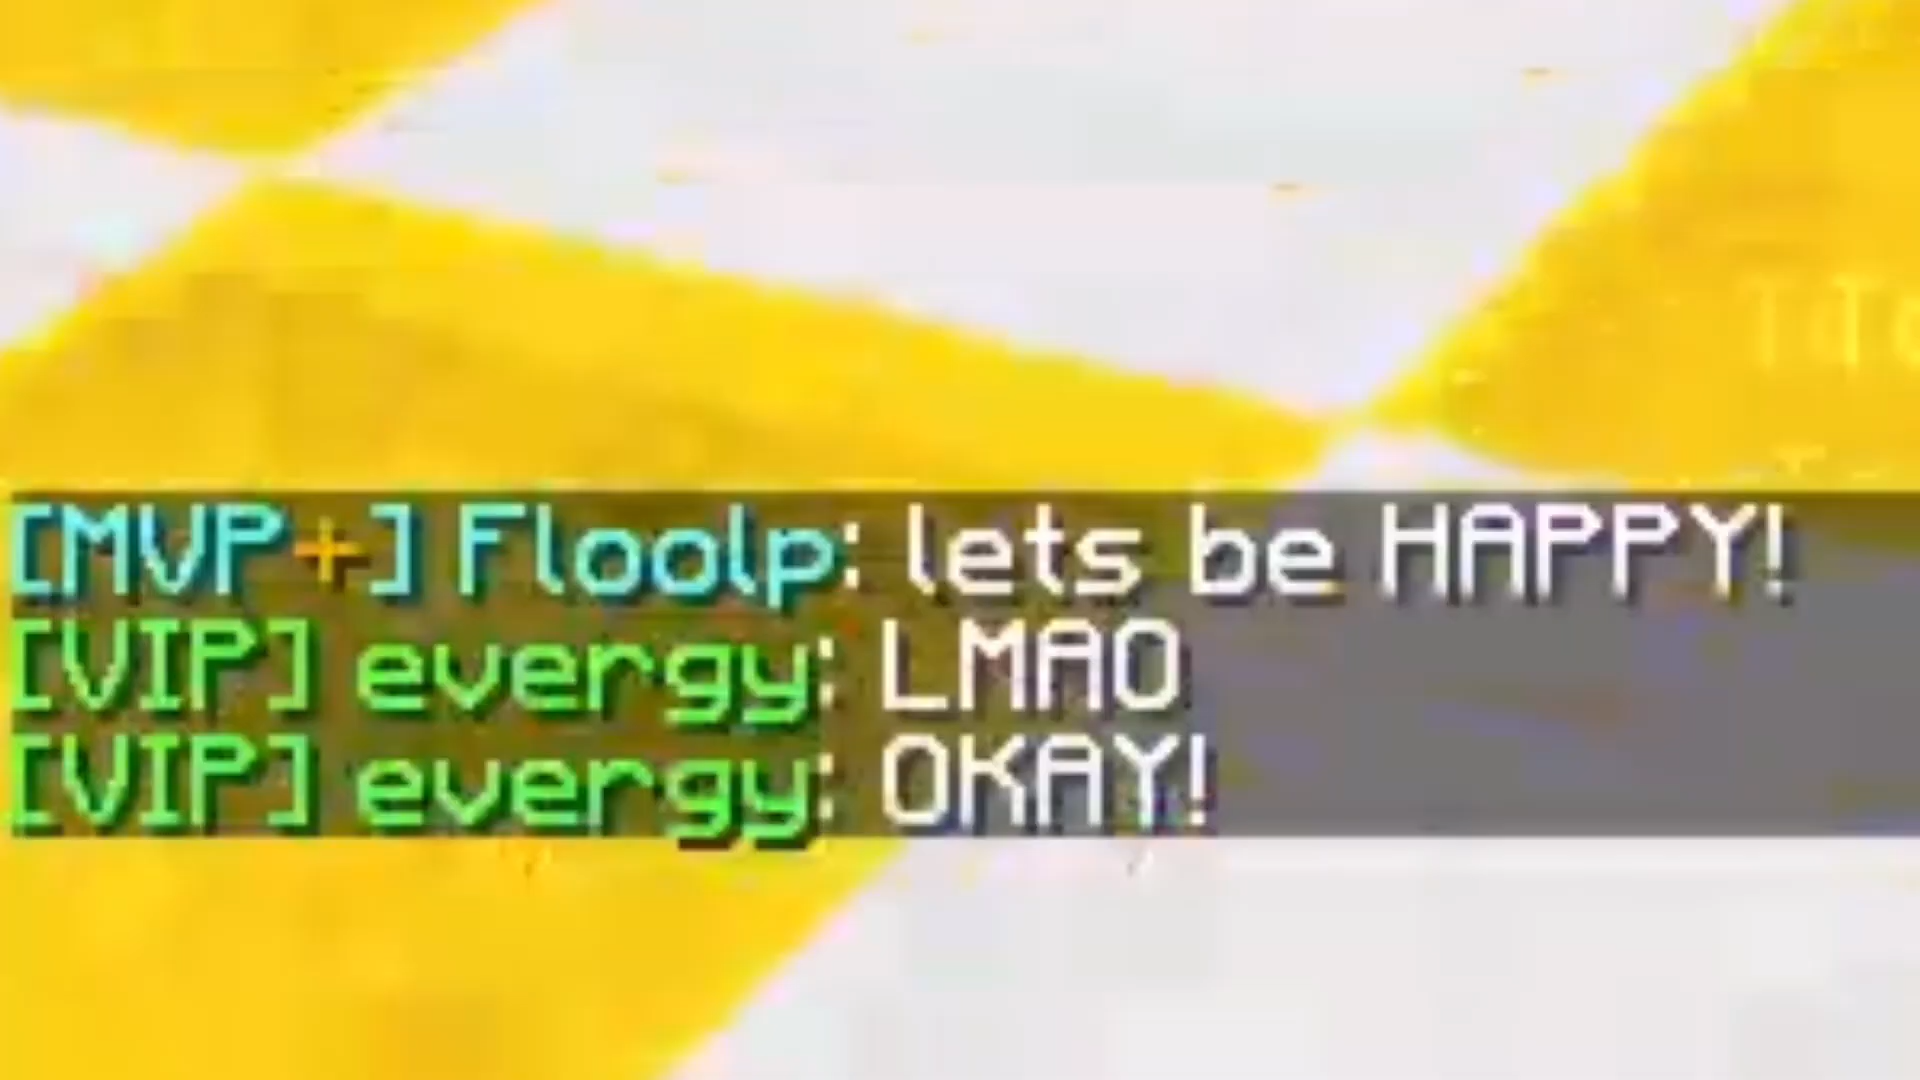 [MVP+] Floolp: lets be HAPPY!
[VIP] evergy: LMAO
[VIP] evergy: OKAY!